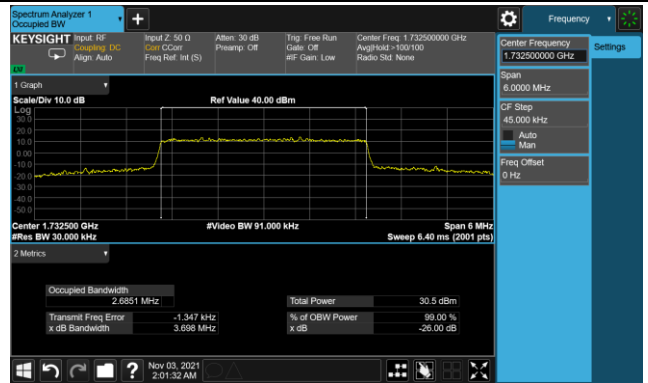 Spectrum Analyzer 1
Occupied BW
Frequency
KEYSIGHT
Input: RF
Coupling: DC
Align: Auto
Input Z: 50 Ω
Corr CCorr
Freq Ref: Int (S)
Atten: 30 dB
Preamp: Off
Trig: Free Run
Gate: Off
#IF Gain: Low
Center Freq: 1.732500000 GHz
Avg|Hold:>100/100
Radio Std: None
LXI
Center Frequency
1.732500000 GHz
Settings
Span
6.0000 MHz
CF Step
45.000 kHz
Auto
Man
Freq Offset
0 Hz
1 Graph
Scale/Div 10.0 dB
Ref Value 40.00 dBm
Log
30.0
20.0
10.0
0.00
-10.0
-20.0
-30.0
-40.0
-50.0
Center 1.732500 GHz
#Video BW 91.000 kHz
Span 6 MHz
#Res BW 30.000 kHz
Sweep 6.40 ms (2001 pts)
2 Metrics
Occupied Bandwidth
2.6851 MHz
Total Power
30.5 dBm
Transmit Freq Error
-1.347 kHz
% of OBW Power
99.00 %
x dB Bandwidth
3.698 MHz
x dB
-26.00 dB
?
Nov 03, 2021
2:01:32 AM